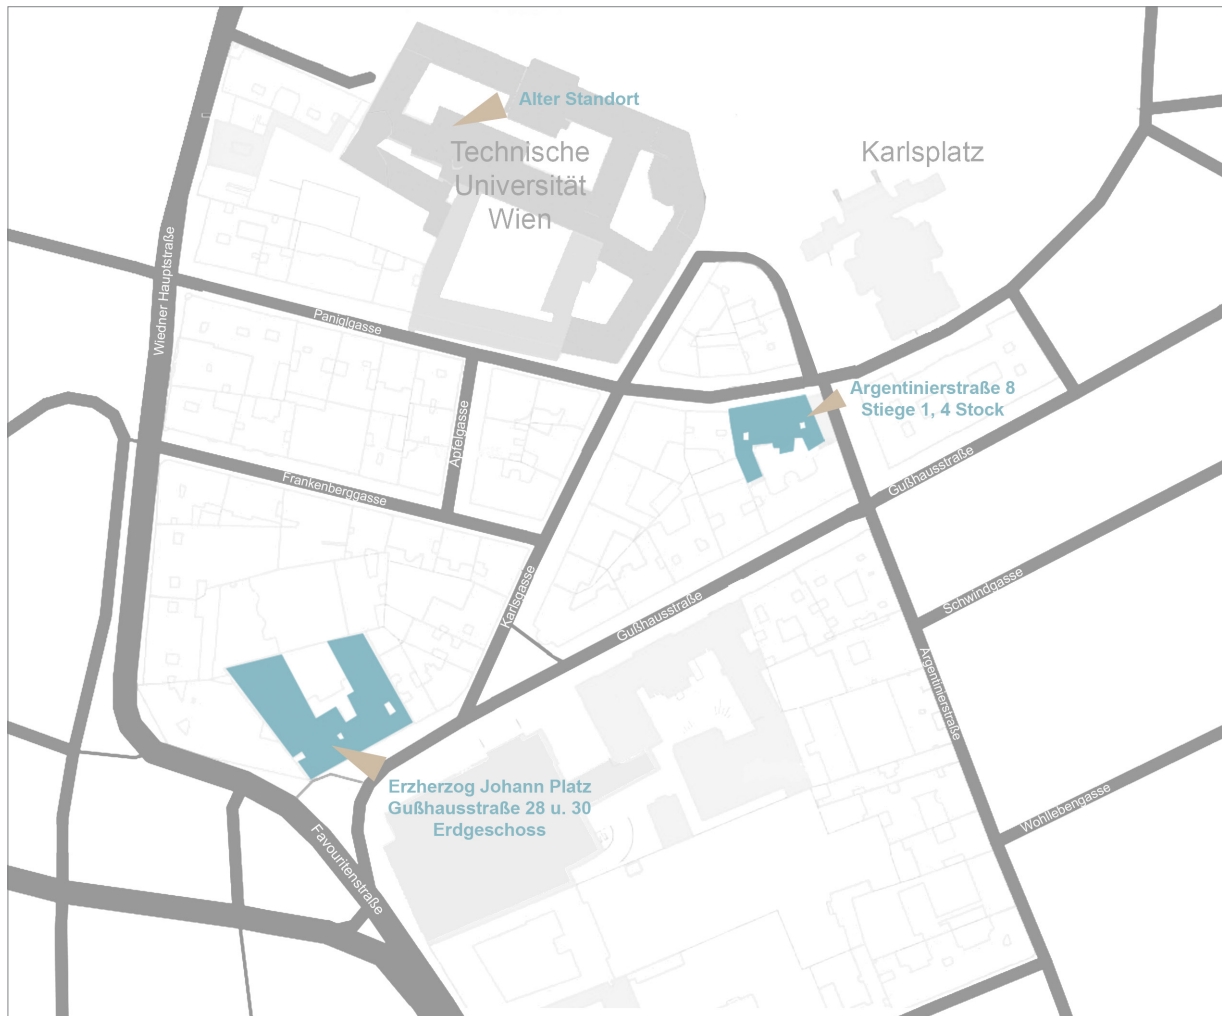 Alter Standort
Technische
Universität
Wien
Karlsplatz
Wiedner Hauptstraße
Paniglgasse
Argentinierstraße 8
Stiege 1, 4 Stock
Apfelgasse
Frankenberggasse
Gußhausstraße
Karlsgasse
Gußhausstraße
Schwindgasse
Argentinierstraße
Erzherzog Johann Platz
Gußhausstraße 28 u. 30
Erdgeschoss
Favouritenstraße
Wohllebengasse